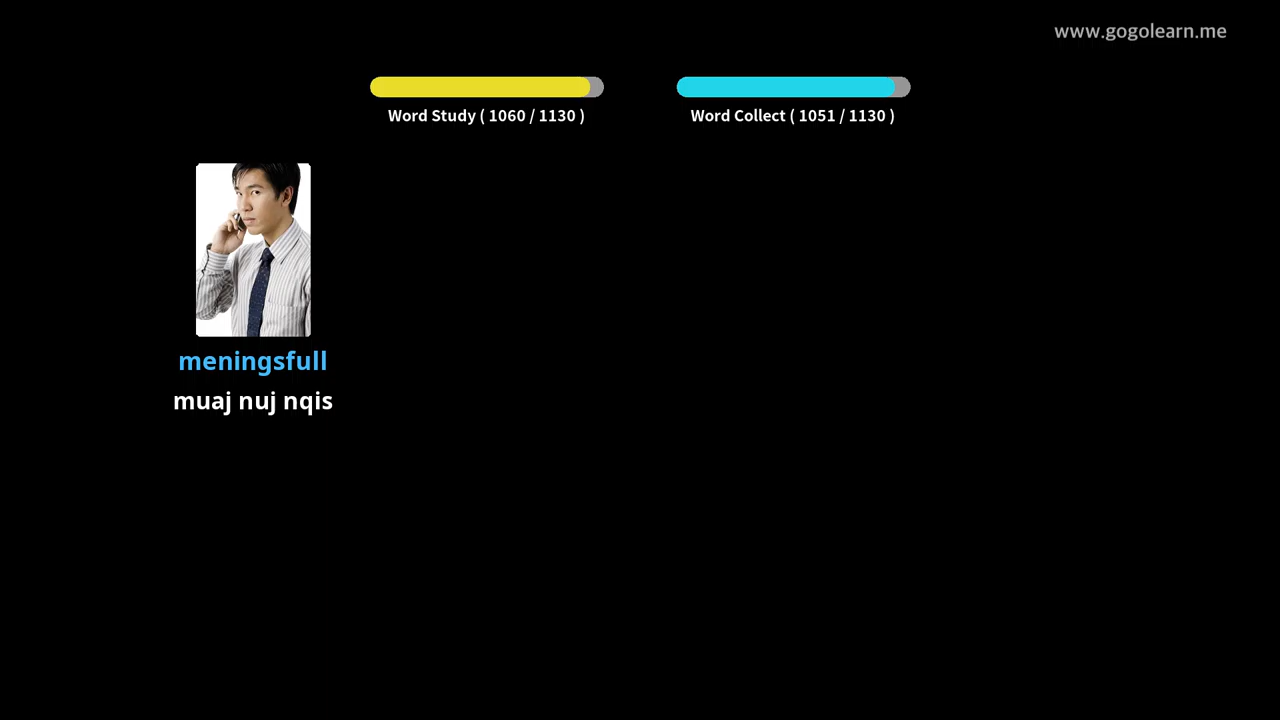 www.gogolearn.me
Word Study ( 1060 / 1130 )
Word Collect ( 1051 / 1130 )
meningsfull
muaj nuj nqis